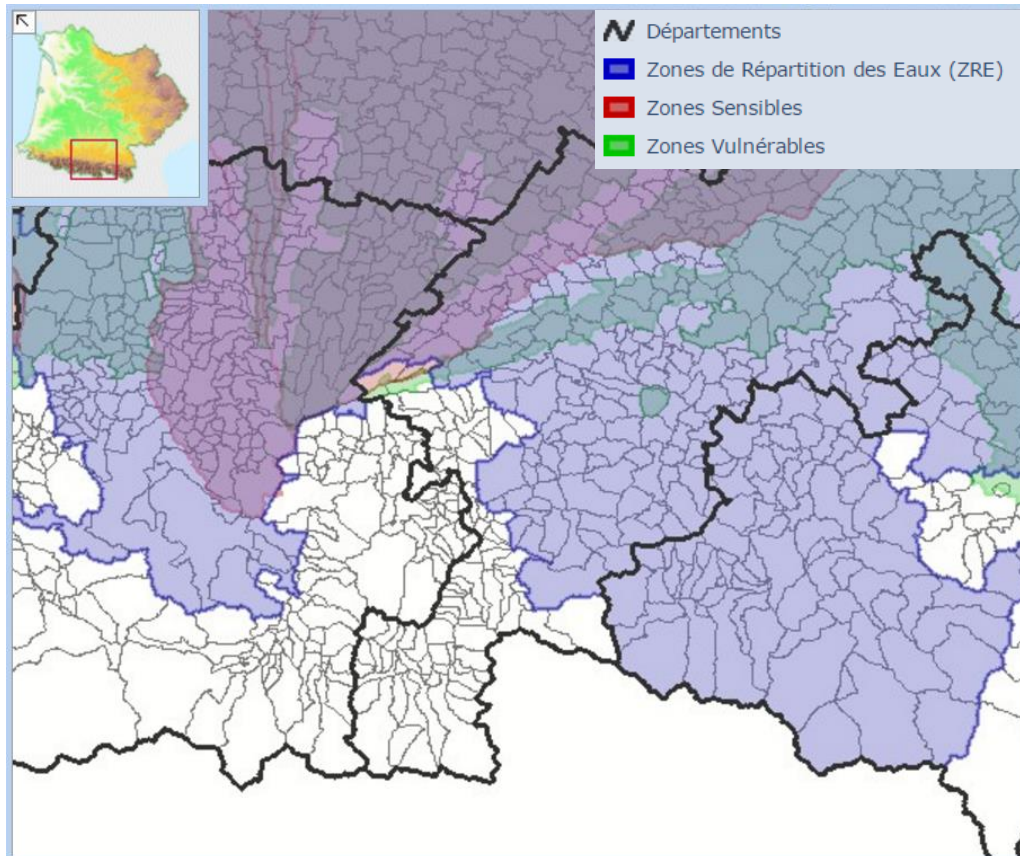 Départements
Zones de Répartition des Eaux (ZRE)
Zones Sensibles
Zones Vulnérables